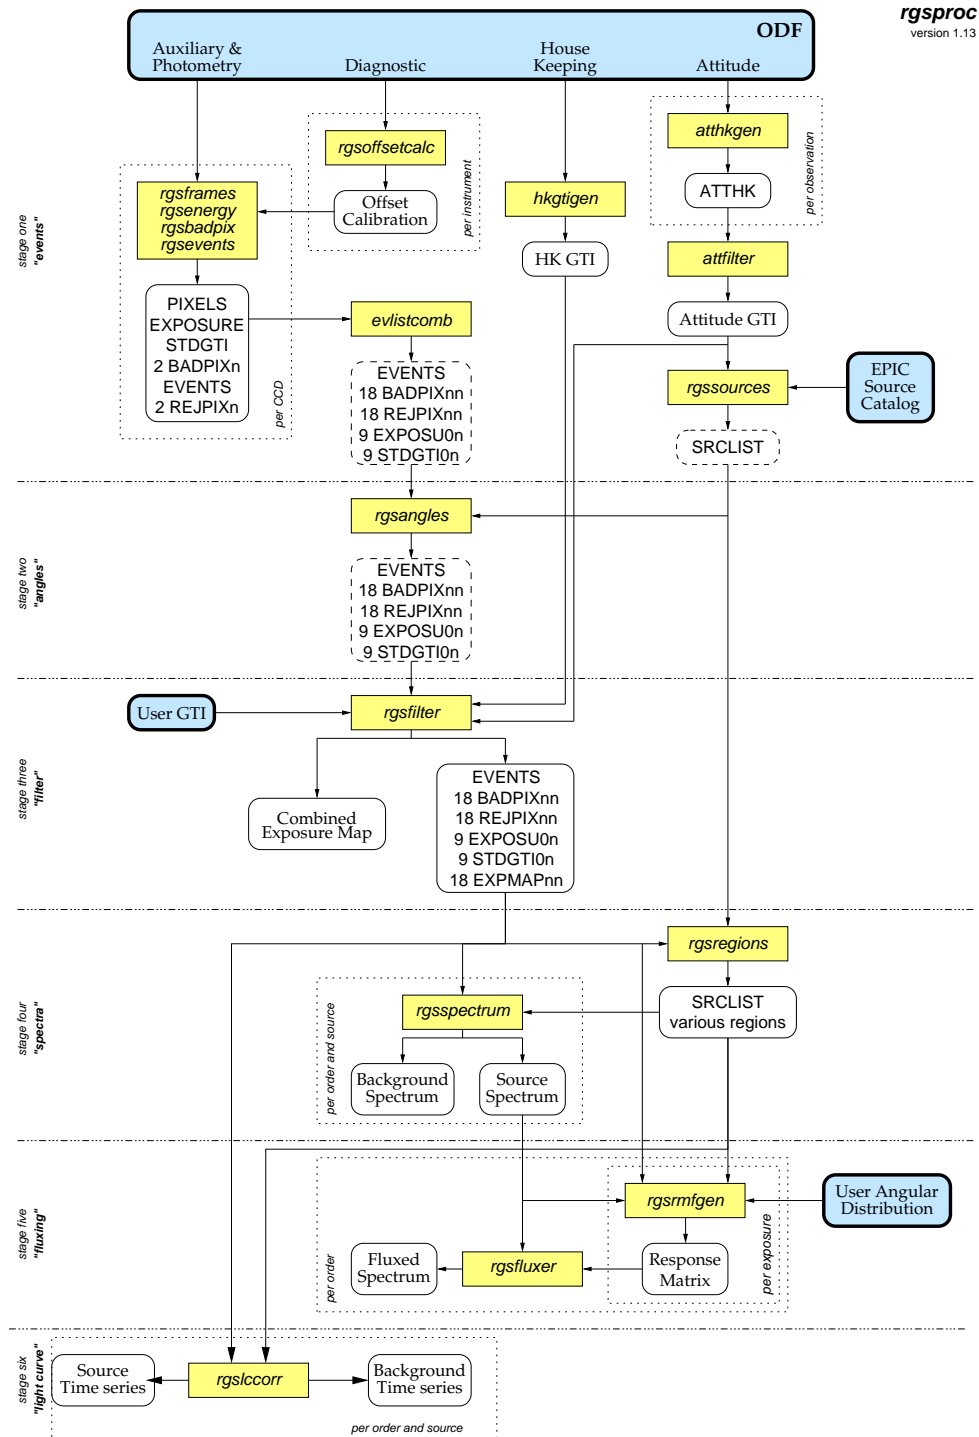 rgsproc
version 1.13
ODF
Auxiliary &
Photometry
Diagnostic
House
Keeping
Attitude
stage one
"events"
rgsoffsetcalc
Offset
Calibration
per instrument
atthkgen
ATTHK
per observation
rgsframes
rgsenergy
rgsbadpix
rgsevents
hkgtigen
HK GTI
attfilter
Attitude GTI
PIXELS
EXPOSURE
STDGTI
2 BADPIXn
EVENTS
2 REJPIXn
per CCD
evlistcomb
EVENTS
18 BADPIXnn
18 REJPIXnn
9 EXPOSU0n
9 STDGTI0n
rgssources
EPIC
Source
Catalog
SRCLIST
stage two
"angles"
rgsangles
EVENTS
18 BADPIXnn
18 REJPIXnn
9 EXPOSU0n
9 STDGTI0n
stage three
"filter"
User GTI
rgsfilter
Combined
Exposure Map
EVENTS
18 BADPIXnn
18 REJPIXnn
9 EXPOSU0n
9 STDGTI0n
18 EXPMAPnn
stage four
"spectra"
rgsregions
SRCLIST
various regions
rgsspectrum
Background
Spectrum
Source
Spectrum
per order and source
stage five
"fluxing"
rgsrmfgen
User Angular
Distribution
Fluxed
Spectrum
rgsfluxer
Response
Matrix
per order
per exposure
stage six
"light curve"
Source
Time series
rgslccorr
Background
Time series
per order and source